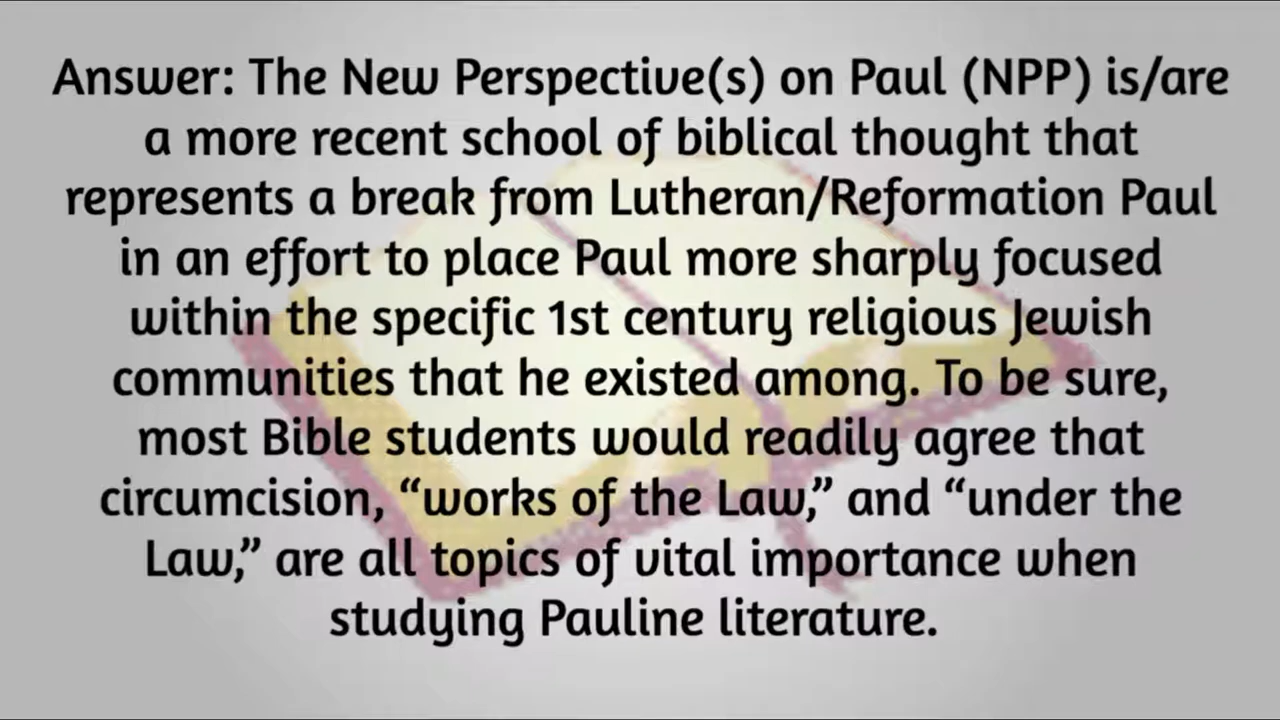 Answer: The New Perspective(s) on Paul (NPP) is/are
a more recent school of biblical thought that
represents a break from Lutheran/Reformation Paul
in an effort to place Paul more sharply focused
within the specific 1st century religious Jewish
communities that he existed among. To be sure,
most Bible students would readily agree that
circumcision, “works of the Law,” and “under the
Law,” are all topics of vital importance when
studying Pauline literature.